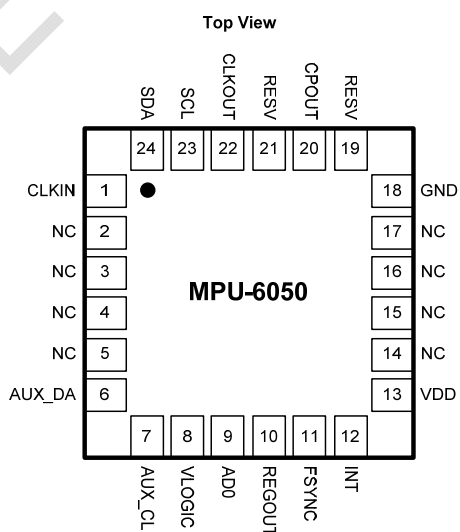 Top View
SDA
SCL
CLKOUT
RESV
CPOUT
RESV
24 23 22 21 20 19
CLKIN 1 18 GND
NC 2 17 NC
NC 3 16 NC
MPU-6050
NC 4 15 NC
NC 5 14 NC
AUX_DA 6 13 VDD
7 8 9 10 11 12
AUX_CL
VLOGIC
AD0
REGOUT
FSYNC
INT